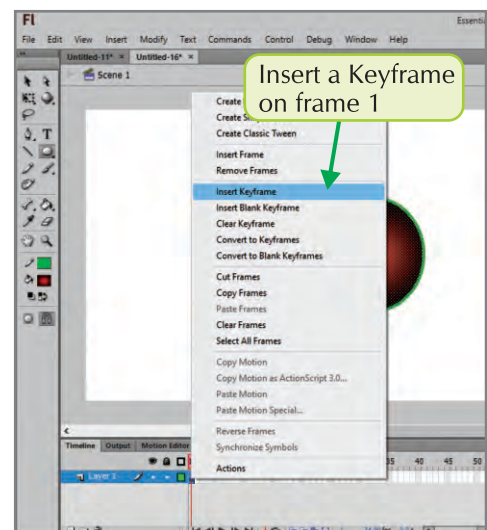 Fl
Essenti
File Edit View Insert Modify Text Commands Control Debug Window Help
Untitled-11* × Untitled-16* ×
Scene 1
Insert a Keyframe
on frame 1
Create
Create
Create Classic Tween
Insert Frame
Remove Frames
Insert Keyframe
Insert Blank Keyframe
Clear Keyframe
Convert to Keyframes
Convert to Blank Keyframes
Cut Frames
Copy Frames
Paste Frames
Clear Frames
Select All Frames
Copy Motion
Copy Motion as ActionScript 3.0...
Paste Motion
Paste Motion Special...
Reverse Frames
Synchronize Symbols
Actions
Timeline Output Motion Editor
35 40 45 50
Layer 1